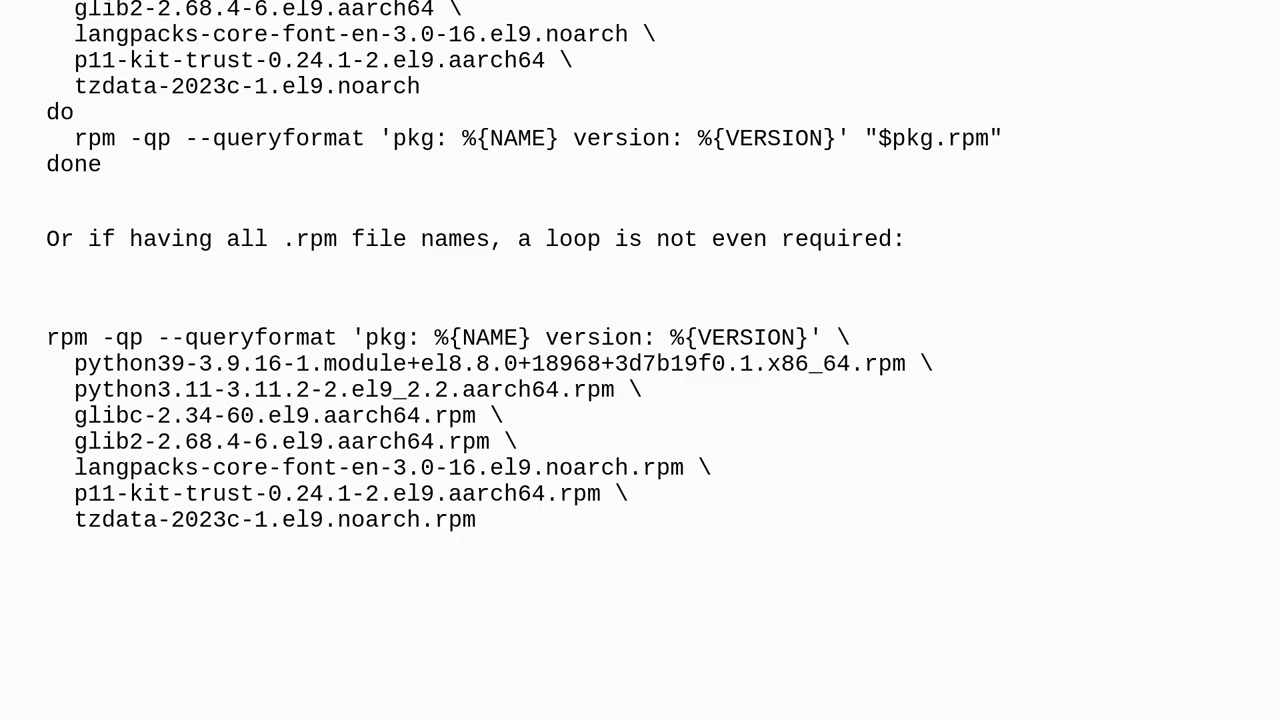 glib2-2.68.4-6.el9.aarch64 \
langpacks-core-font-en-3.0-16.el9.noarch \
p11-kit-trust-0.24.1-2.el9.aarch64 \
tzdata-2023c-1.el9.noarch
do
rpm -qp --queryformat 'pkg: %{NAME} version: %{VERSION}' "$pkg.rpm"
done
Or if having all .rpm file names, a loop is not even required:
rpm -qp --queryformat 'pkg: %{NAME} version: %{VERSION}' \
python39-3.9.16-1.module+el8.8.0+18968+3d7b19f0.1.x86_64.rpm \
python3.11-3.11.2-2.el9_2.2.aarch64.rpm \
glibc-2.34-60.el9.aarch64.rpm \
glib2-2.68.4-6.el9.aarch64.rpm \
langpacks-core-font-en-3.0-16.el9.noarch.rpm \
p11-kit-trust-0.24.1-2.el9.aarch64.rpm \
tzdata-2023c-1.el9.noarch.rpm